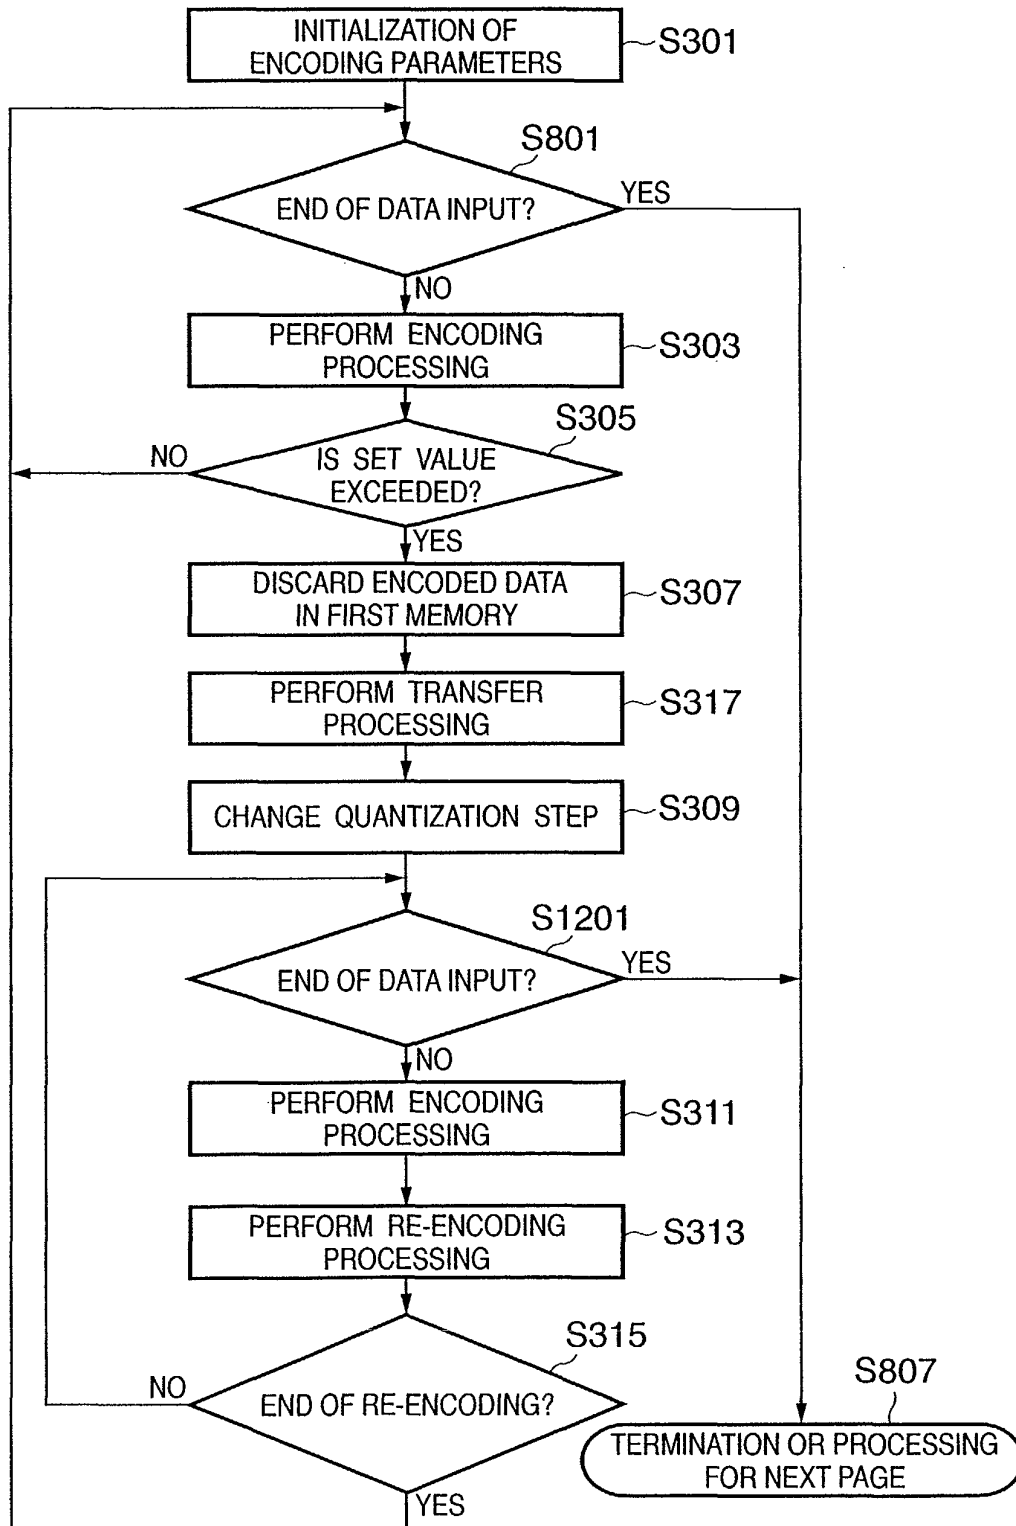 INITIALIZATION OF
ENCODING PARAMETERS
S301
S801
END OF DATA INPUT?
YES
NO
PERFORM ENCODING
PROCESSING
S303
S305
NO
IS SET VALUE
EXCEEDED?
YES
DISCARD ENCODED DATA
IN FIRST MEMORY
S307
PERFORM TRANSFER
PROCESSING
S317
CHANGE QUANTIZATION STEP
S309
S1201
END OF DATA INPUT?
YES
NO
PERFORM ENCODING
PROCESSING
S311
PERFORM RE-ENCODING
PROCESSING
S313
S315
NO
END OF RE-ENCODING?
YES
S807
TERMINATION OR PROCESSING
FOR NEXT PAGE